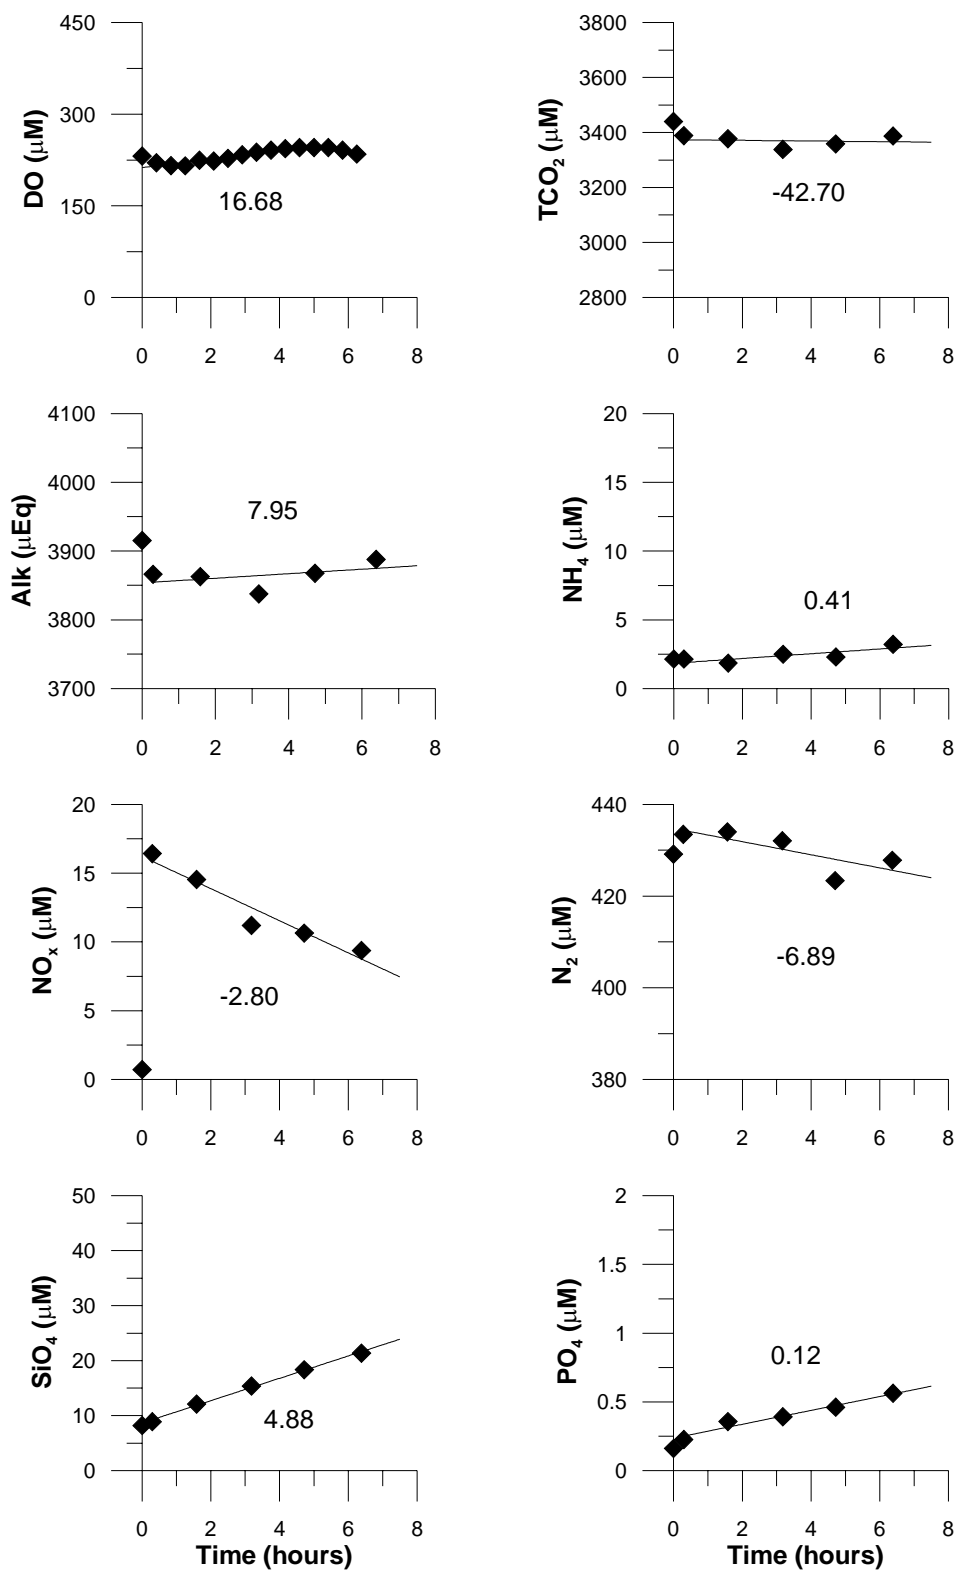 450
300
150
0
DO (μM)
16.68
0 2 4 6 8
3800
3600
3400
3200
3000
2800
TCO₂ (μM)
-42.70
0 2 4 6 8
4100
4000
3900
3800
3700
Alk (μEq)
7.95
0 2 4 6 8
20
15
10
5
0
NH₄ (μM)
0.41
0 2 4 6 8
20
15
10
5
0
NOₓ (μM)
-2.80
0 2 4 6 8
440
420
400
380
N₂ (μM)
-6.89
0 2 4 6 8
50
40
30
20
10
0
SiO₄ (μM)
4.88
0 2 4 6 8
Time (hours)
2
1.5
1
0.5
0
PO₄ (μM)
0.12
0 2 4 6 8
Time (hours)